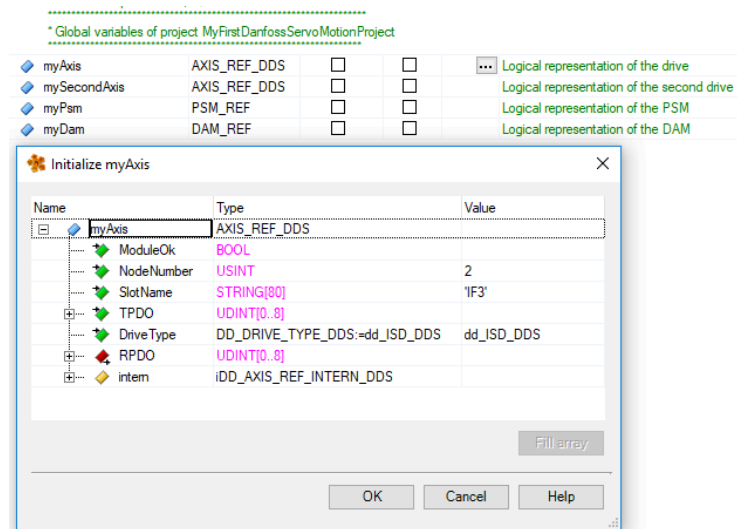 ***********************************************************************
* Global variables of project MyFirstDanfossServoMotionProject
***********************************************************************
myAxis AXIS_REF_DDS ... Logical representation of the drive
mySecondAxis AXIS_REF_DDS Logical representation of the second drive
myPsm PSM_REF Logical representation of the PSM
myDam DAM_REF Logical representation of the DAM
Initialize myAxis
Name Type Value
myAxis AXIS_REF_DDS
ModuleOk BOOL
NodeNumber USINT 2
SlotName STRING[80] 'IF3'
TPDO UDINT[0..8]
DriveType DD_DRIVE_TYPE_DDS:=dd_ISD_DDS dd_ISD_DDS
RPDO UDINT[0..8]
intern iDD_AXIS_REF_INTERN_DDS
Fill array
OK Cancel Help